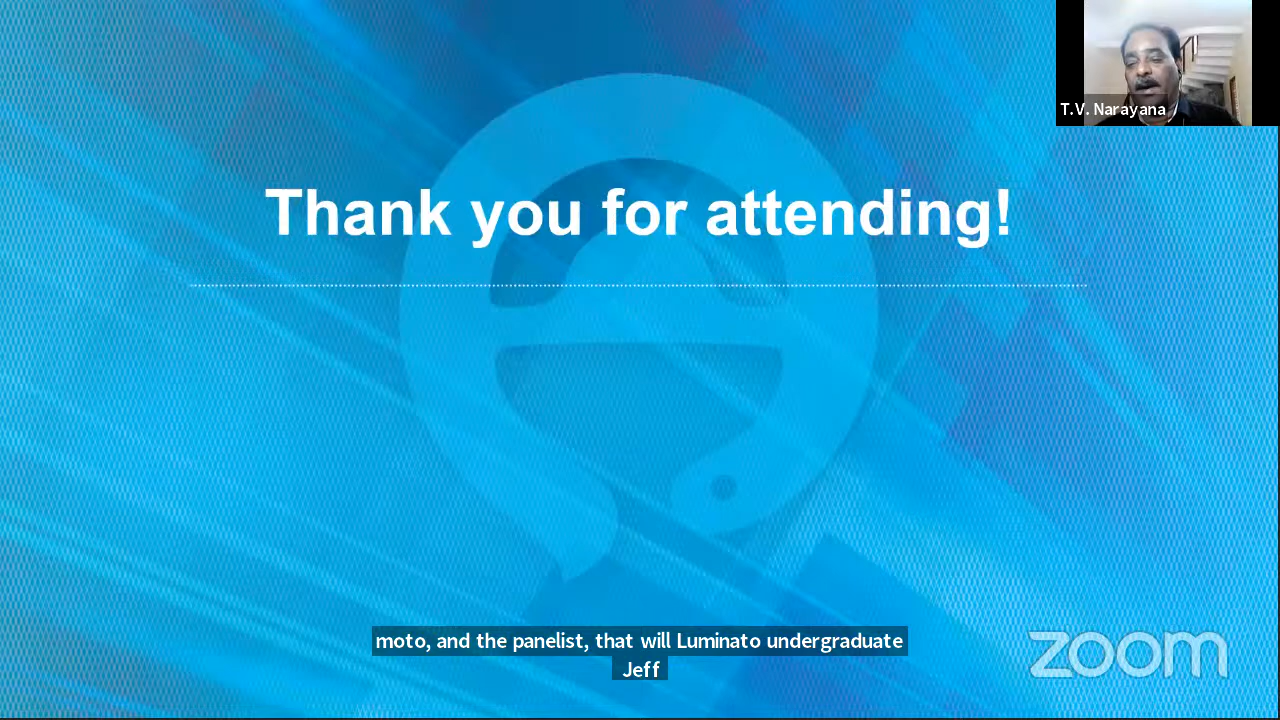 T.V. Narayana
Thank you for attending!
moto, and the panelist, that will Luminato undergraduate
Jeff
zoom